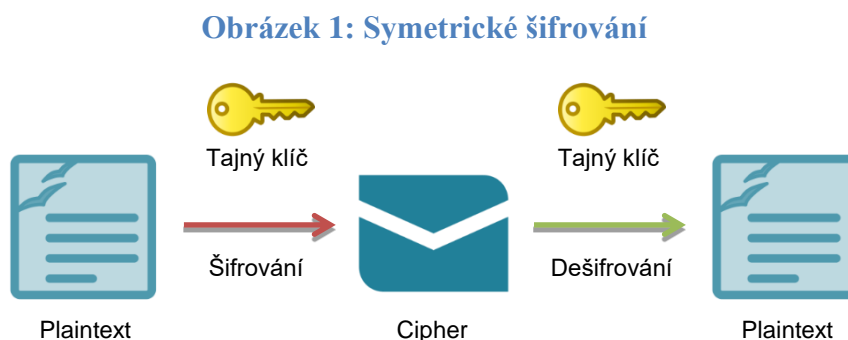 Obrázek 1: Symetrické šifrování
Tajný klíč
Tajný klíč
Šifrování
Dešifrování
Plaintext
Cipher
Plaintext